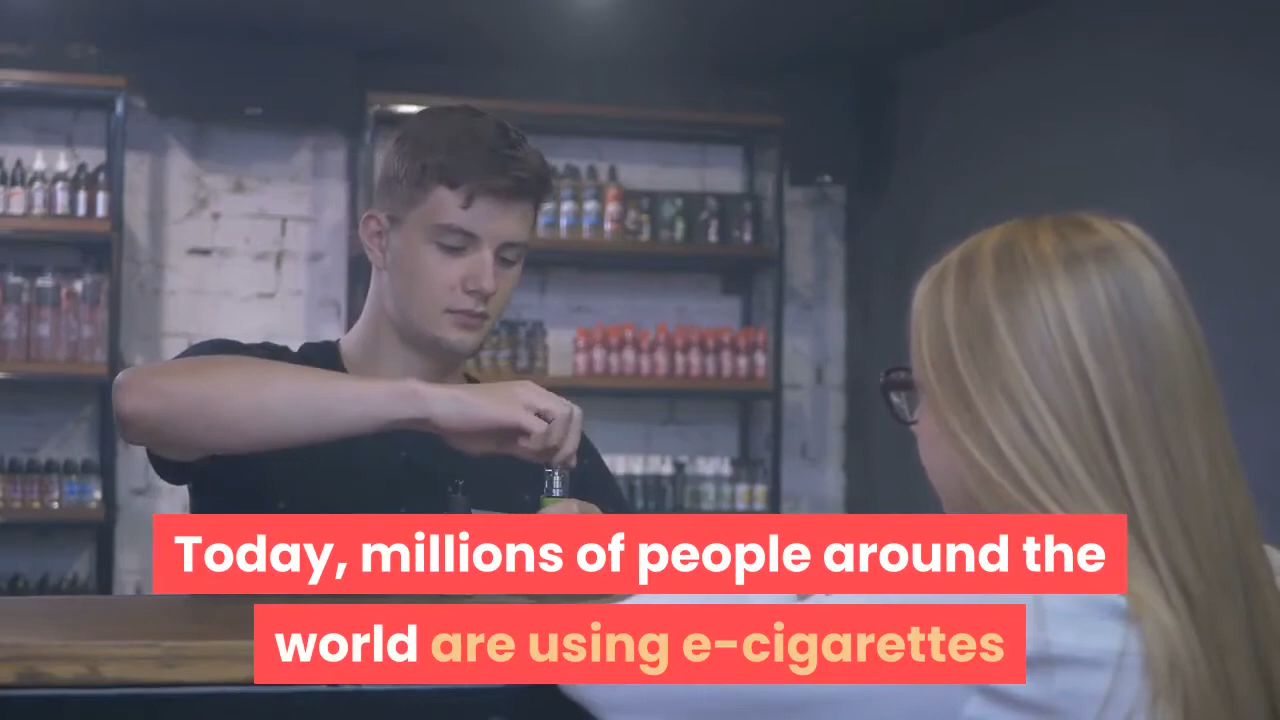 Today, millions of people around the
world are using e-cigarettes